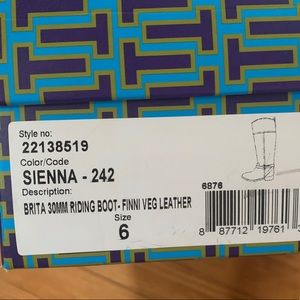 Style no:
22138519
Color/Code
SIENNA - 242
Description:
BRITA 30MM RIDING BOOT- FINNI VEG LEATHER
Size
6
6876
8 87712 19761